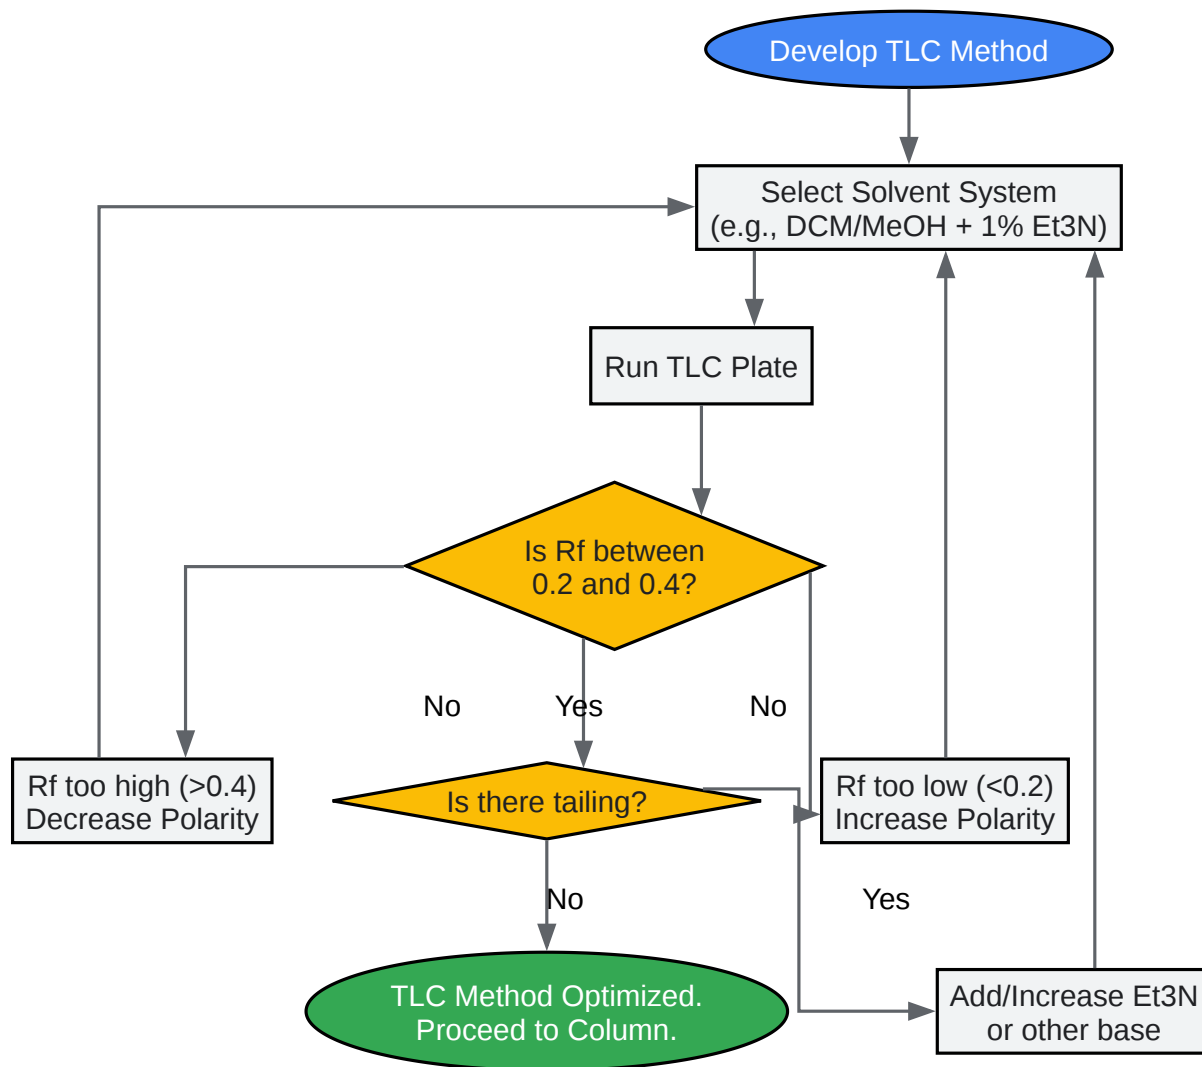 Develop TLC Method
Select Solvent System
(e.g., DCM/MeOH + 1% Et3N)
Run TLC Plate
Is Rf between
0.2 and 0.4?
No
Yes
No
Rf too high (>0.4)
Decrease Polarity
Is there tailing?
Rf too low (<0.2)
Increase Polarity
No
Yes
TLC Method Optimized.
Proceed to Column.
Add/Increase Et3N
or other base